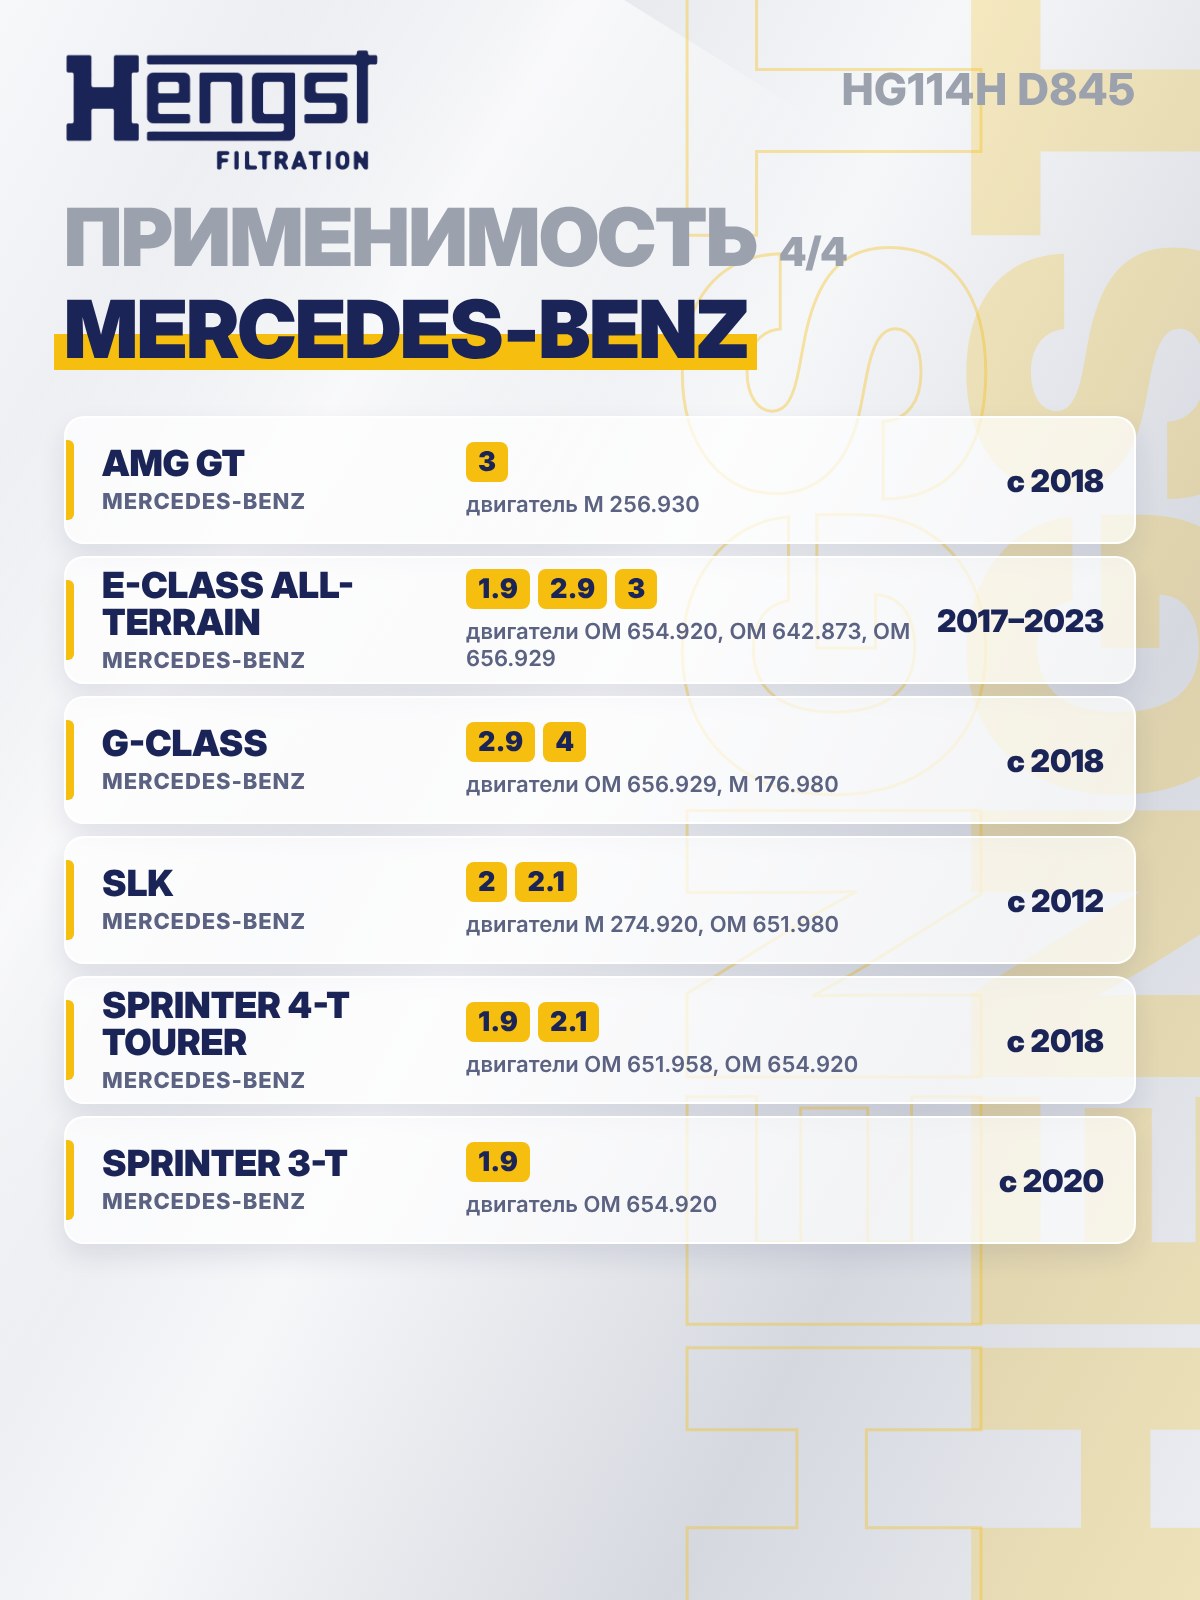 Hengst
FILTRATION
HG114H D845
ПРИМЕНИМОСТЬ 4/4
MERCEDES-BENZ
AMG GT
MERCEDES-BENZ
3
двигатель M 256.930
с 2018
E-CLASS ALL-
TERRAIN
MERCEDES-BENZ
1.9 2.9 3
двигатели OM 654.920, OM 642.873, OM
656.929
2017–2023
G-CLASS
MERCEDES-BENZ
2.9 4
двигатели OM 656.929, M 176.980
с 2018
SLK
MERCEDES-BENZ
2 2.1
двигатели M 274.920, OM 651.980
с 2012
SPRINTER 4-T
TOURER
MERCEDES-BENZ
1.9 2.1
двигатели OM 651.958, OM 654.920
с 2018
SPRINTER 3-T
MERCEDES-BENZ
1.9
двигатель OM 654.920
с 2020
HENGST
HENGST